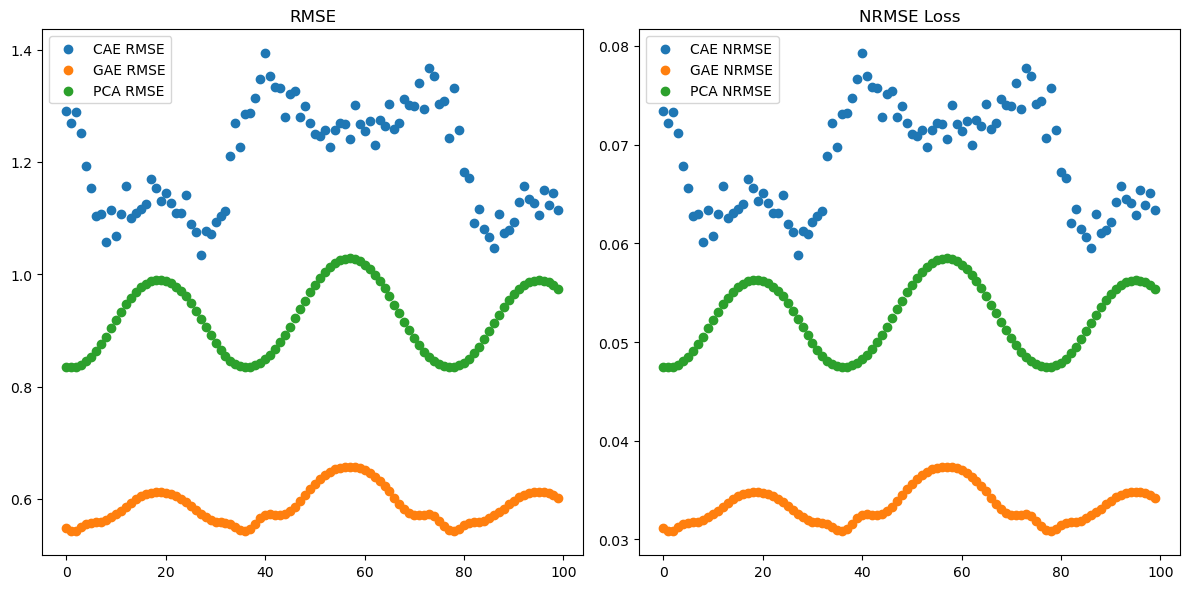 RMSE
CAE RMSE
GAE RMSE
PCA RMSE
1.4
1.2
1.0
0.8
0.6
0 20 40 60 80 100
NRMSE Loss
CAE NRMSE
GAE NRMSE
PCA NRMSE
0.08
0.07
0.06
0.05
0.04
0.03
0 20 40 60 80 100